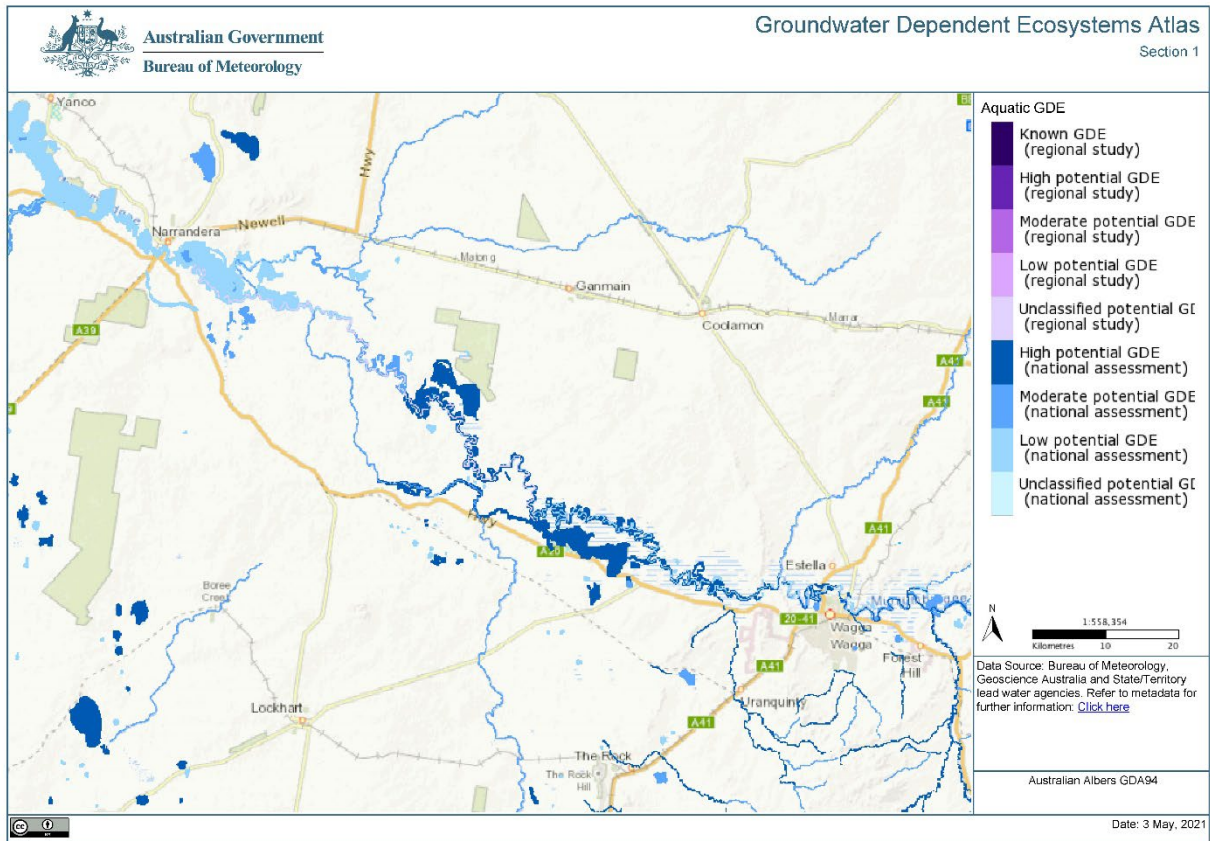 Australian Government
Bureau of Meteorology
Groundwater Dependent Ecosystems Atlas
Section 1
Yanco
Hwy
Newell
Narrandera
Matong
Ganmain
Coolamon
Marrar
A39
A41
A41
A41
Hwy
A20
Estella
Boree
Creek
20-41
Wagga
Wagga
Forest
Hill
A41
Uranquinty
Lockhart
A41
The Rock
The Rock
Hill
Aquatic GDE
Known GDE
(regional study)
High potential GDE
(regional study)
Moderate potential GDE
(regional study)
Low potential GDE
(regional study)
Unclassified potential GE
(regional study)
High potential GDE
(national assessment)
Moderate potential GDE
(national assessment)
Low potential GDE
(national assessment)
Unclassified potential GE
(national assessment)
N
1:558,354
Kilometres 10 20
Data Source: Bureau of Meteorology,
Geoscience Australia and State/Territory
lead water agencies. Refer to metadata for
further information: Click here
Australian Albers GDA94
cc
BY
Date: 3 May, 2021